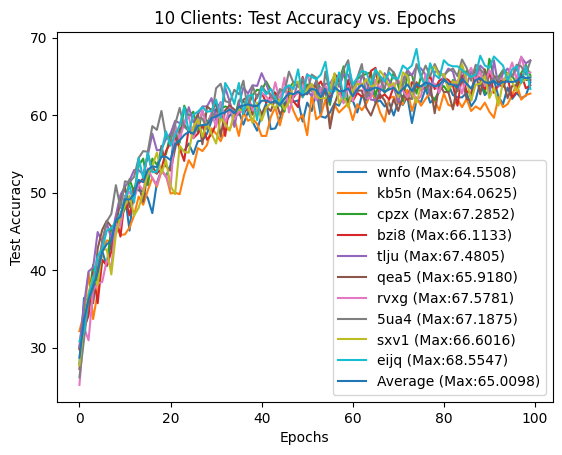 10 Clients: Test Accuracy vs. Epochs
70
60
50
40
30
Test Accuracy
wnfo (Max:64.5508)
kb5n (Max:64.0625)
cpzx (Max:67.2852)
bzi8 (Max:66.1133)
tlju (Max:67.4805)
qea5 (Max:65.9180)
rvxg (Max:67.5781)
5ua4 (Max:67.1875)
sxv1 (Max:66.6016)
eijq (Max:68.5547)
Average (Max:65.0098)
0 20 40 60 80 100
Epochs